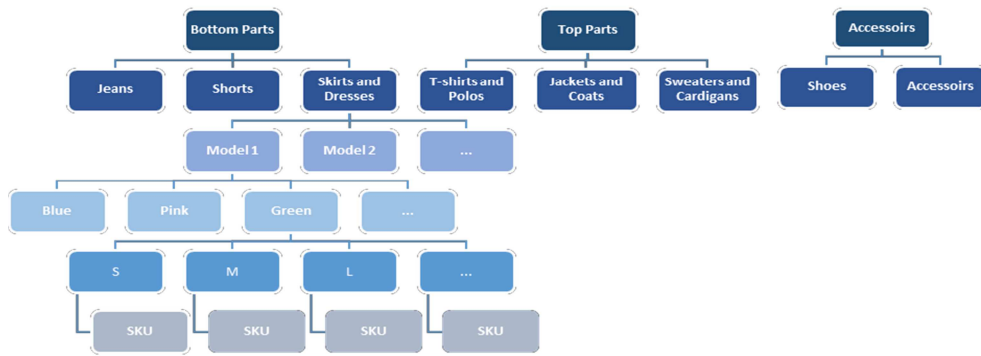 Bottom Parts
Top Parts
Accessoirs
Jeans
Shorts
Skirts and
Dresses
T-shirts and
Polos
Jackets and
Coats
Sweaters and
Cardigans
Shoes
Accessoirs
Model 1
Model 2
...
Blue
Pink
Green
...
S
M
L
...
SKU
SKU
SKU
SKU